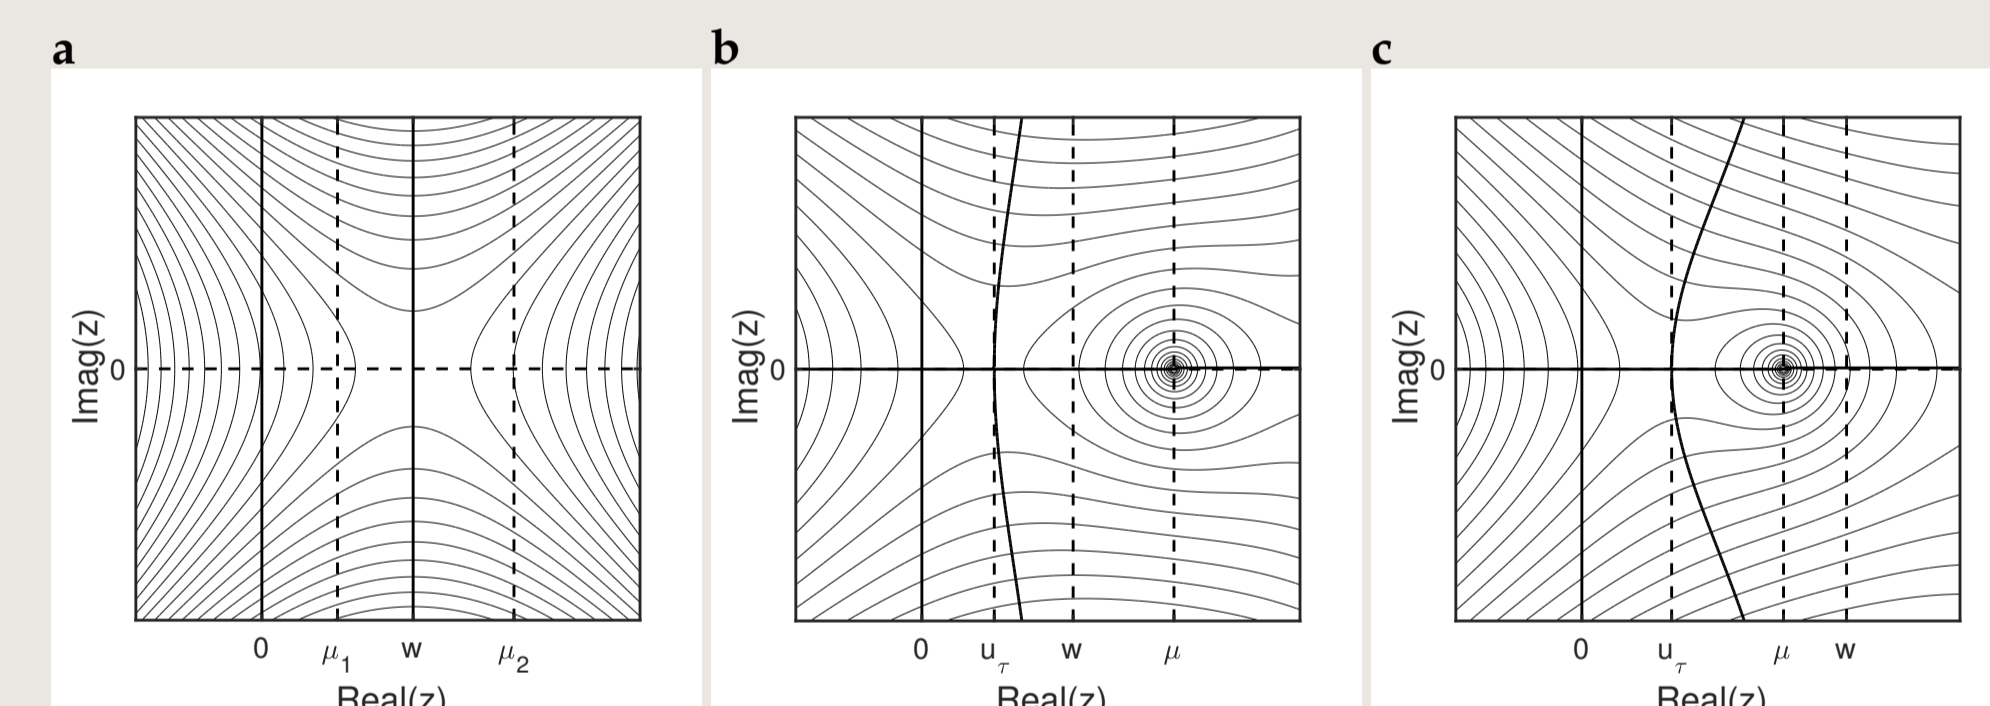 a b c
Imag(z) 0 Imag(z) 0 Imag(z) 0
0 μ1 w μ2 0 uτ w μ 0 uτ μ w
Real(z) Real(z) Real(z)